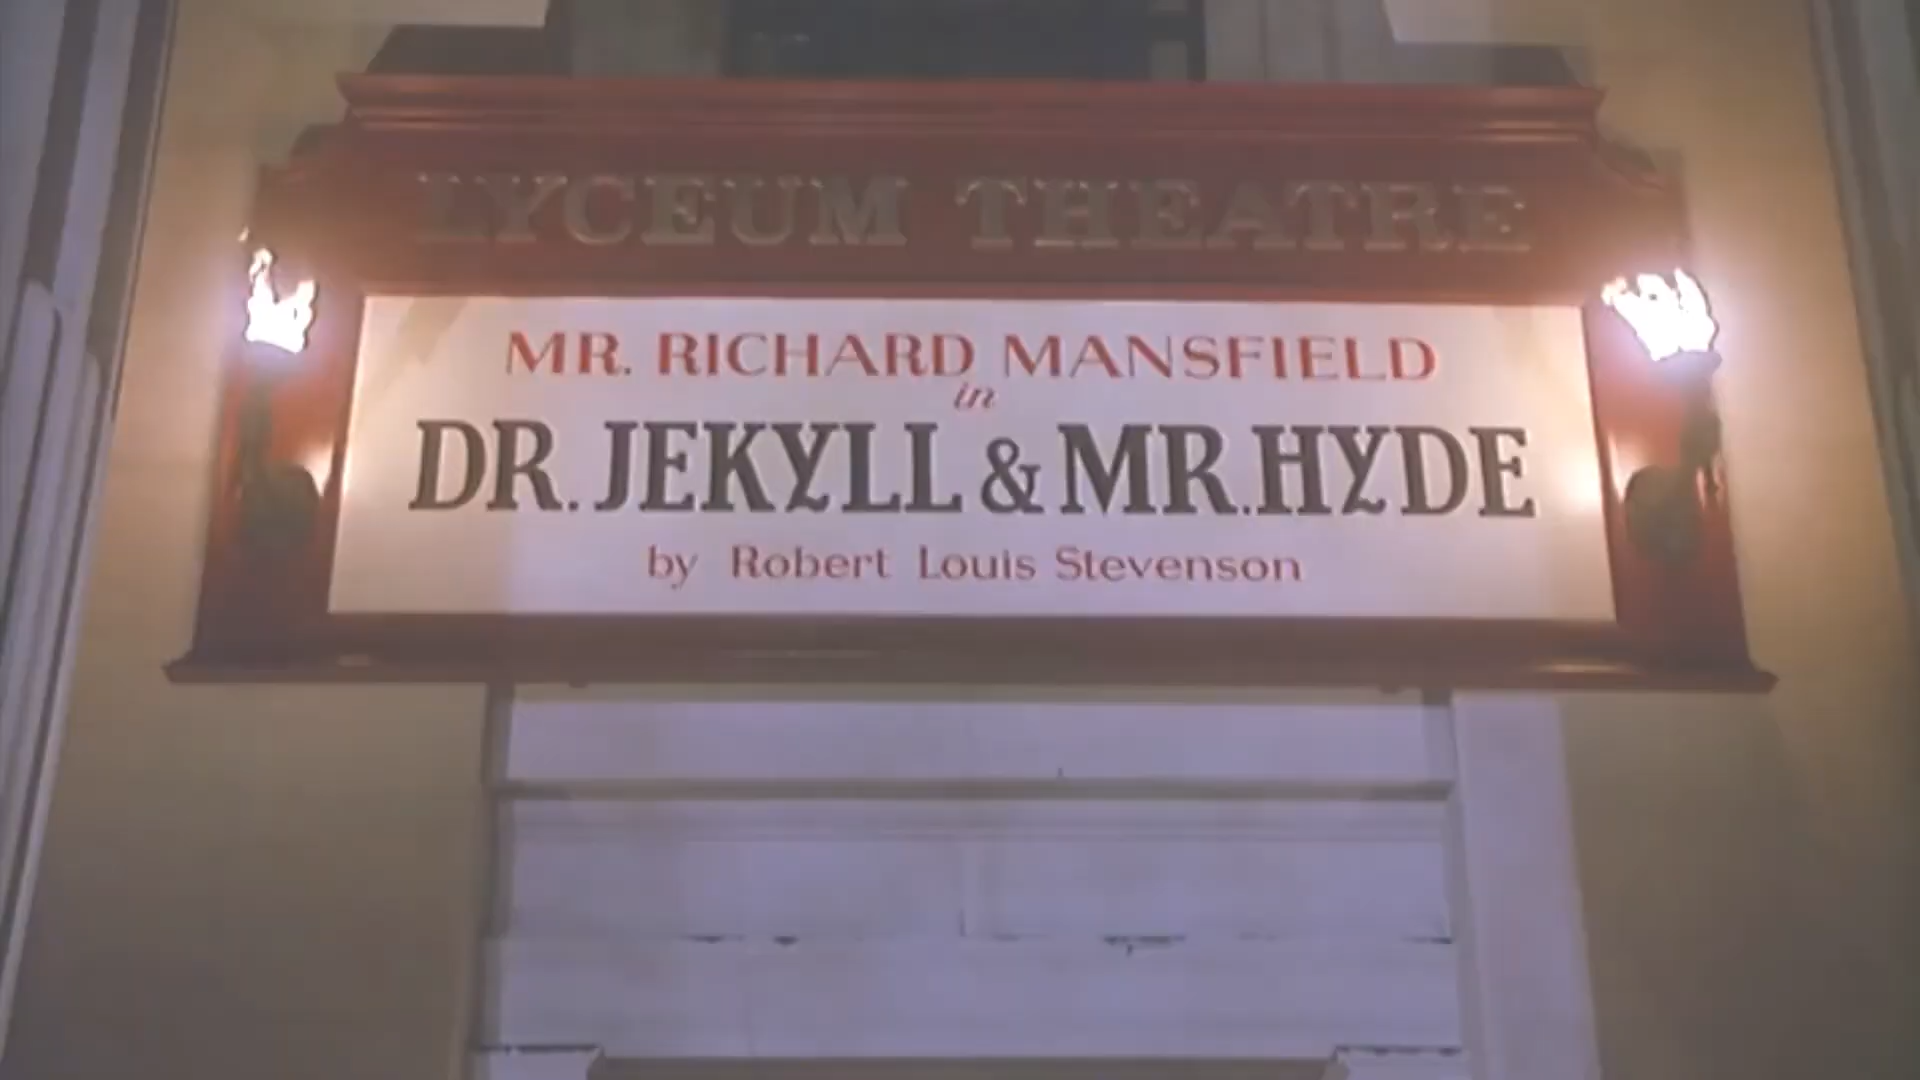 LYCEUM THEATRE
MR. RICHARD MANSFIELD
in
DR. JEKYLL & MR. HYDE
by Robert Louis Stevenson